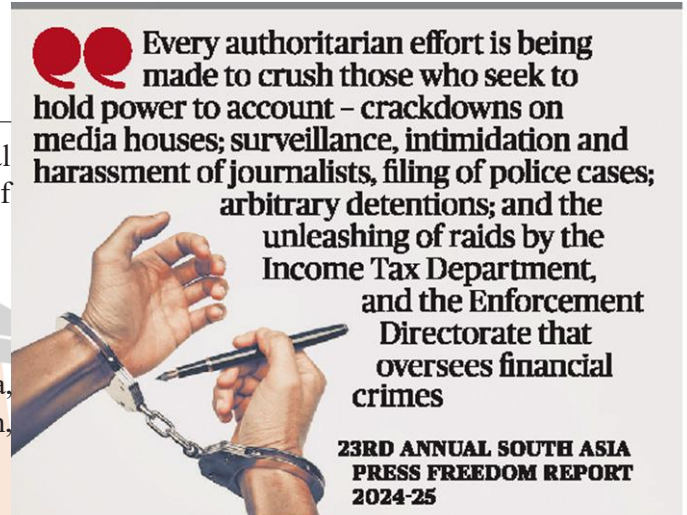 Every authoritarian effort is being
made to crush those who seek to
hold power to account – crackdowns on
media houses; surveillance, intimidation and
harassment of journalists, filing of police cases;
arbitrary detentions; and the
unleashing of raids by the
Income Tax Department,
and the Enforcement
Directorate that
oversees financial
crimes
23RD ANNUAL SOUTH ASIA
PRESS FREEDOM REPORT
2024-25